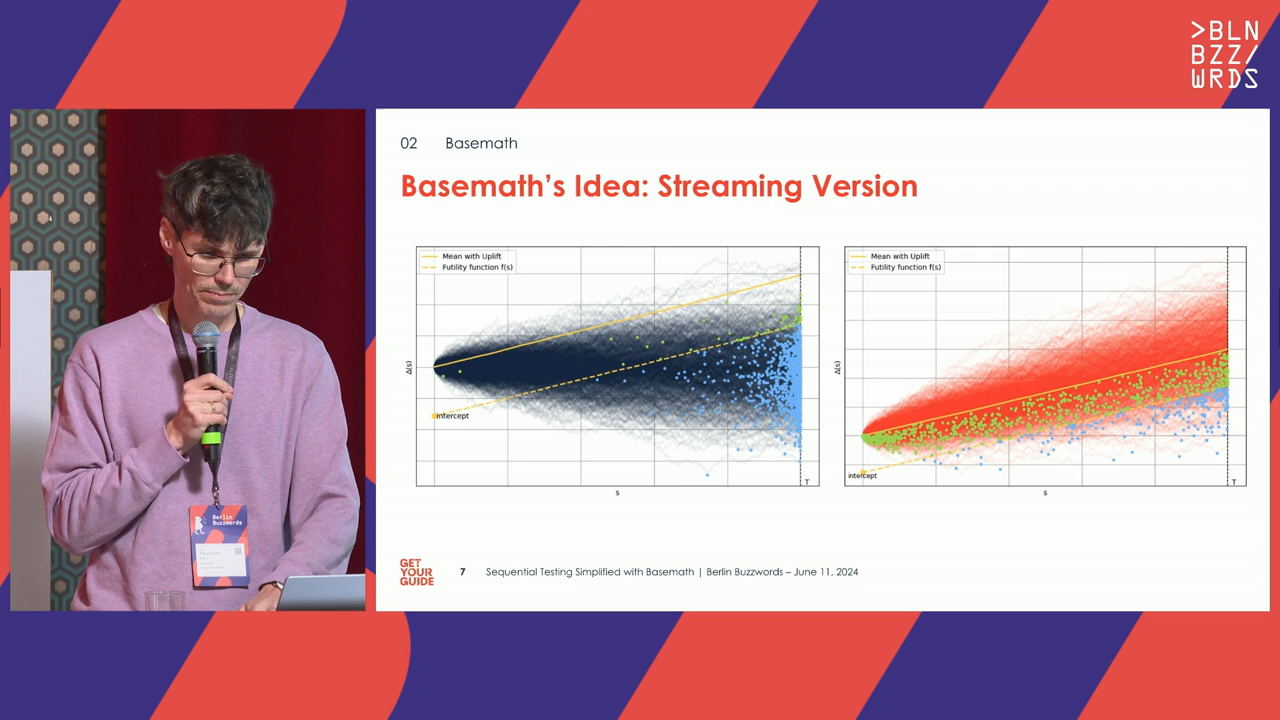 >BLN
BZZ/
WRDS
02 Basemath
Basemath's Idea: Streaming Version
Mean with Uplift
Futility function f(s)
Δ(s)
intercept
T
s
Mean with Uplift
Futility function f(s)
Δ(s)
intercept
T
s
Berlin
Buzzwords
GET
YOUR
GUIDE
7 Sequential Testing Simplified with Basemath | Berlin Buzzwords – June 11, 2024